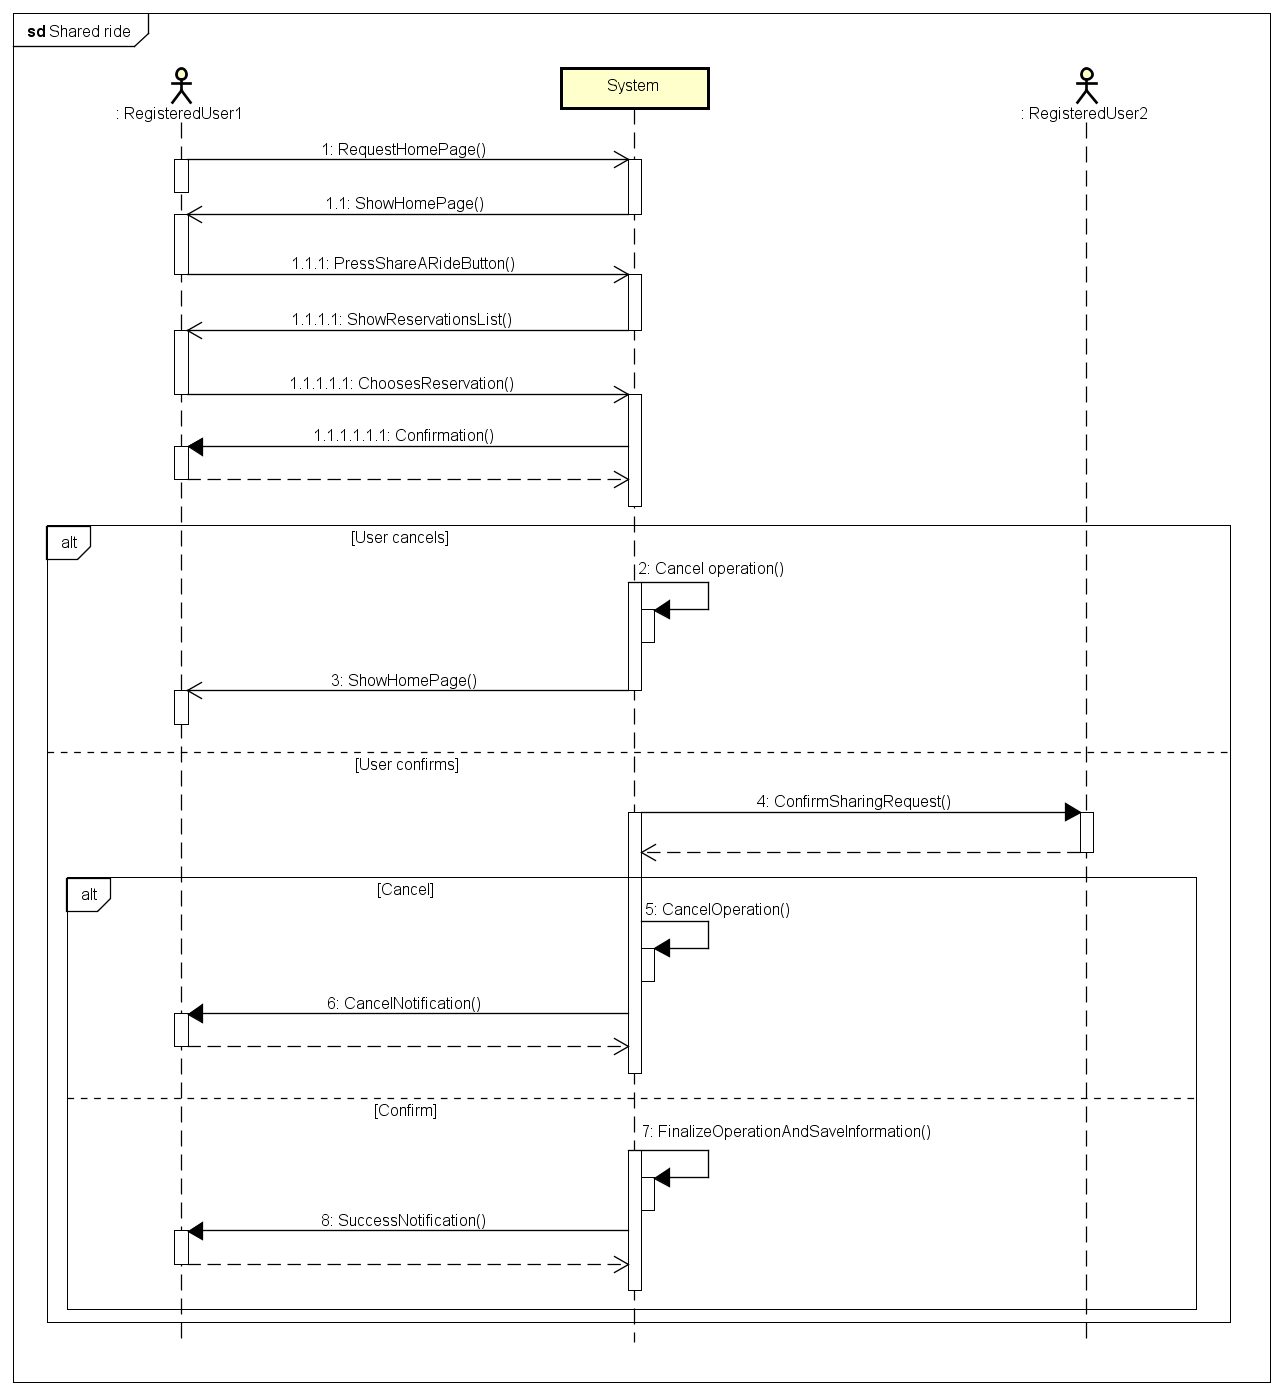 sd Shared ride
: RegisteredUser1
System
: RegisteredUser2
1: RequestHomePage()
1.1: ShowHomePage()
1.1.1: PressShareARideButton()
1.1.1.1: ShowReservationsList()
1.1.1.1.1: ChoosesReservation()
1.1.1.1.1.1: Confirmation()
alt
[User cancels]
2: Cancel operation()
3: ShowHomePage()
[User confirms]
4: ConfirmSharingRequest()
alt
[Cancel]
5: CancelOperation()
6: CancelNotification()
[Confirm]
7: FinalizeOperationAndSaveInformation()
8: SuccessNotification()